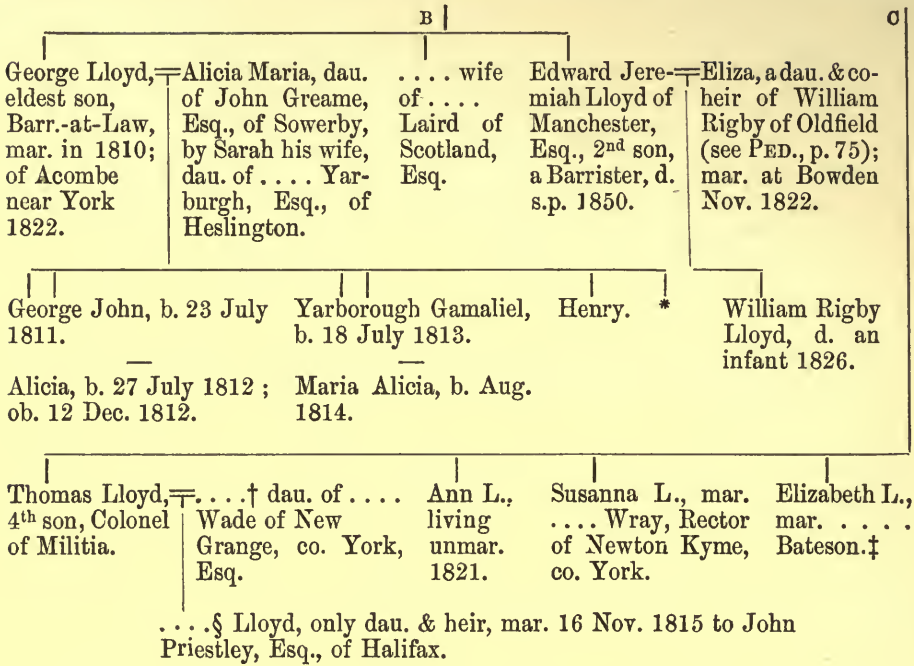 B
C
George Lloyd,
eldest son,
Barr.-at-Law,
mar. in 1810;
of Acombe
near York
1822.
Alicia Maria, dau.
of John Greame,
Esq., of Sowerby,
by Sarah his wife,
dau. of . . . . Yar-
burgh, Esq., of
Heslington.
. . . . wife
of . . . .
Laird of
Scotland,
Esq.
Edward Jere-
miah Lloyd of
Manchester,
Esq., 2nd son,
a Barrister, d.
s.p. 1850.
Eliza, a dau. & co-
heir of William
Rigby of Oldfield
(see PED., p. 75);
mar. at Bowden
Nov. 1822.
George John, b. 23 July
1811.
Alicia, b. 27 July 1812 ;
ob. 12 Dec. 1812.
Yarborough Gamaliel,
b. 18 July 1813.
Maria Alicia, b. Aug.
1814.
Henry.
*
William Rigby
Lloyd, d. an
infant 1826.
Thomas Lloyd,
4th son, Colonel
of Militia.
. . . .† dau. of . . . .
Wade of New
Grange, co. York,
Esq.
Ann L.,
living
unmar.
1821.
Susanna L., mar.
. . . . Wray, Rector
of Newton Kyme,
co. York.
Elizabeth L.,
mar. . . . . .
Bateson.‡
. . . .§ Lloyd, only dau. & heir, mar. 16 Nov. 1815 to John
Priestley, Esq., of Halifax.